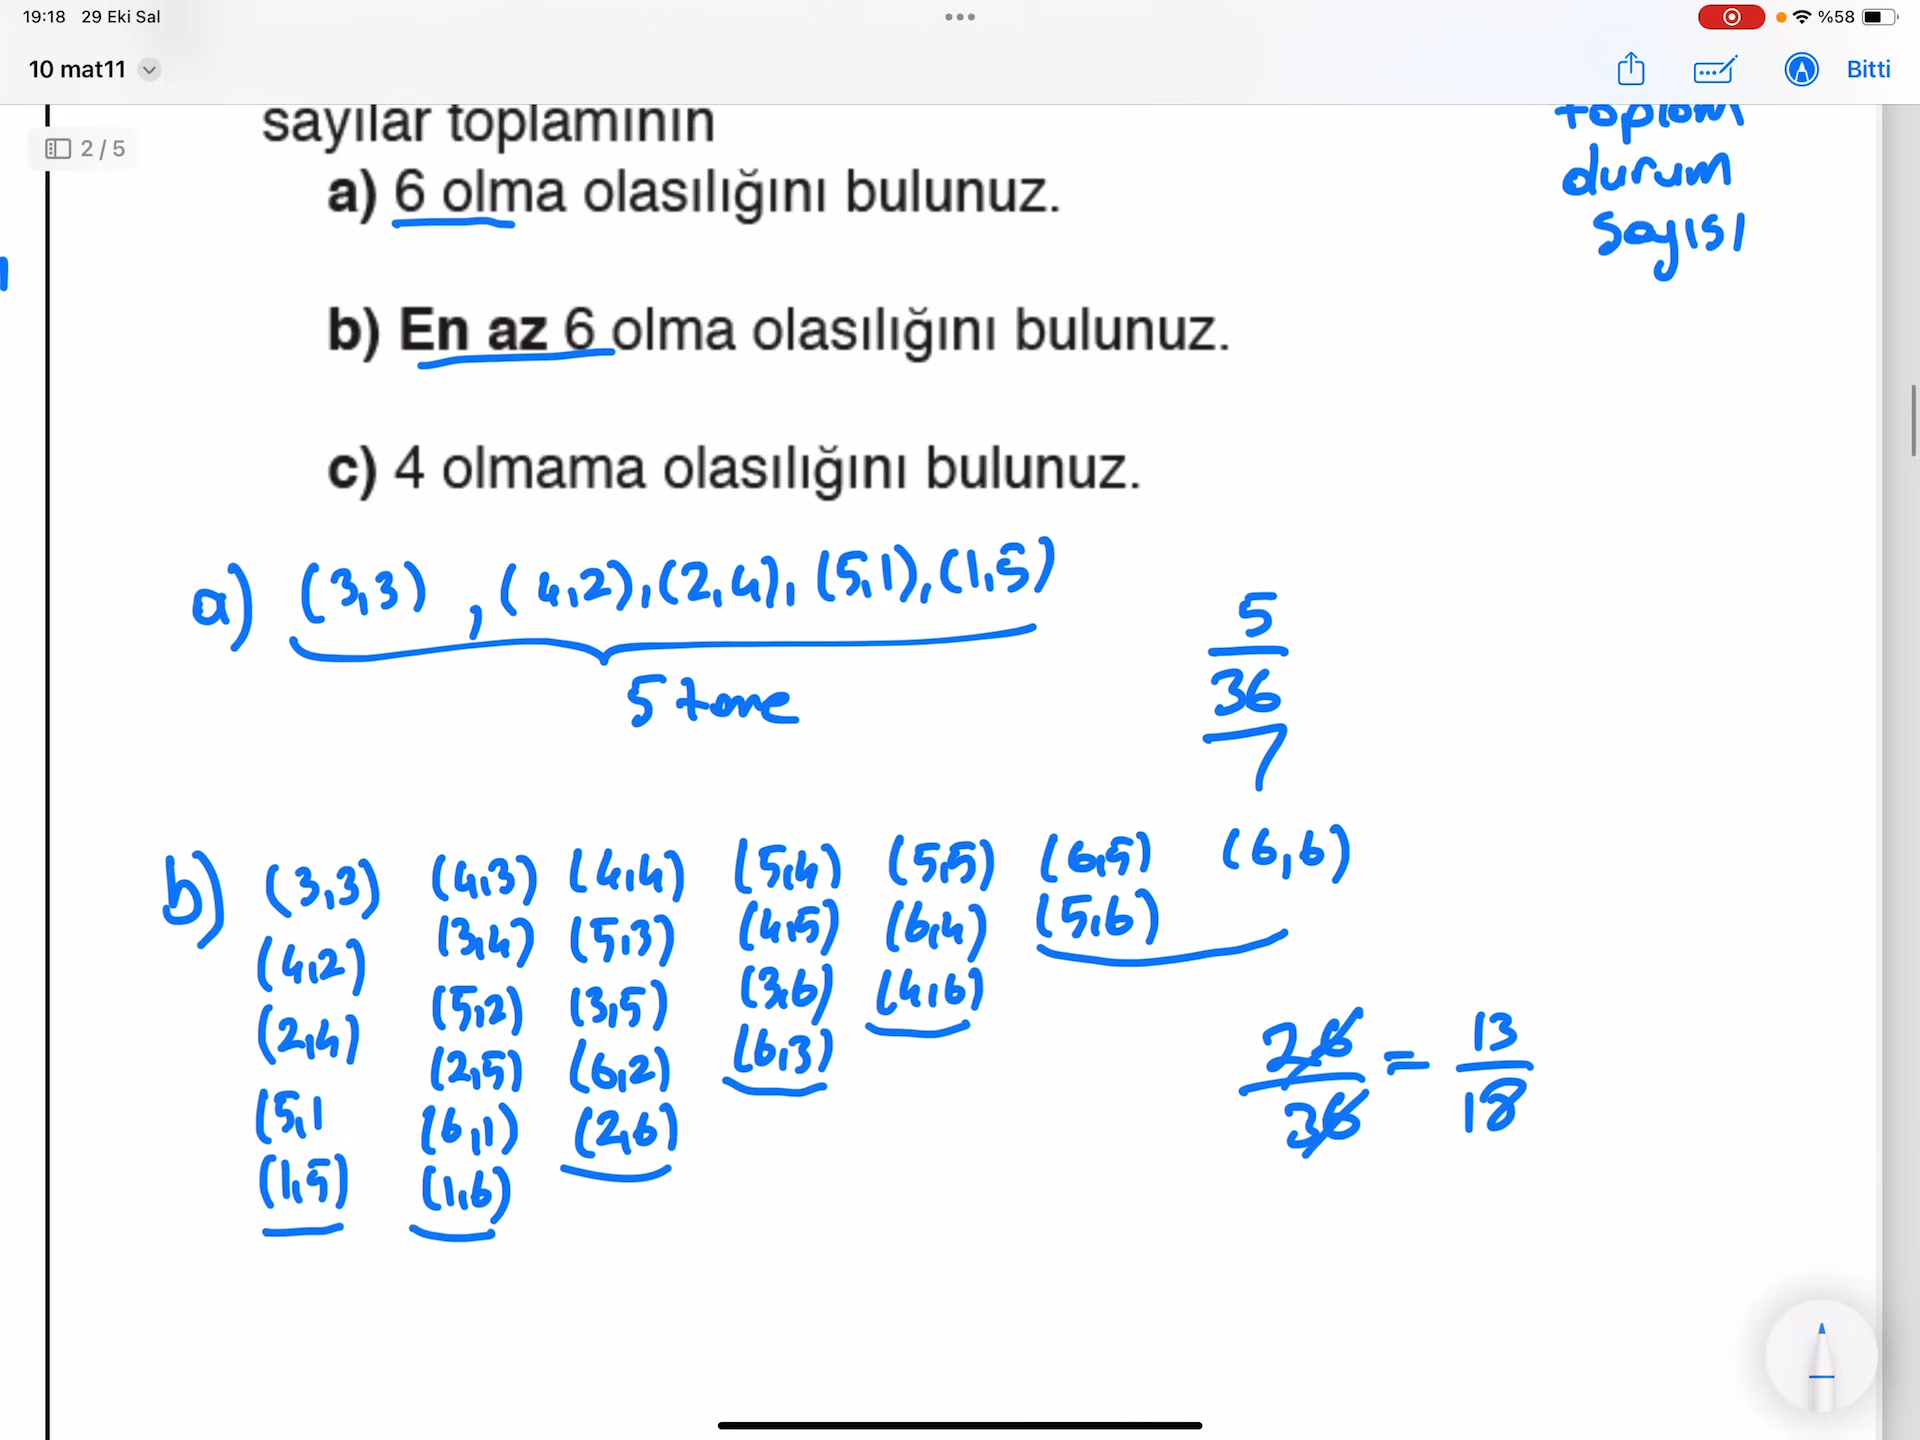 19:18 29 Eki Sal
%58
10 mat11
Bitti
2 / 5
sayılar toplamının
toplam
durum
sayısı
a) 6 olma olasılığını bulunuz.
b) En az 6 olma olasılığını bulunuz.
c) 4 olmama olasılığını bulunuz.
a) (3,3) , (4,2), (2,4), (5,1), (1,5)
5 tane
5
36
7
b) (3,3) (4,3) (4,4) (5,4) (5,5) (6,5) (6,6)
(4,2) (3,4) (5,3) (4,5) (6,4) (5,6)
(2,4) (5,2) (3,5) (3,6) (4,6)
(5,1 (2,5) (6,2) (6,3)
(1,5) (6,1) (2,6)
(1,6)
26 = 13
36 18